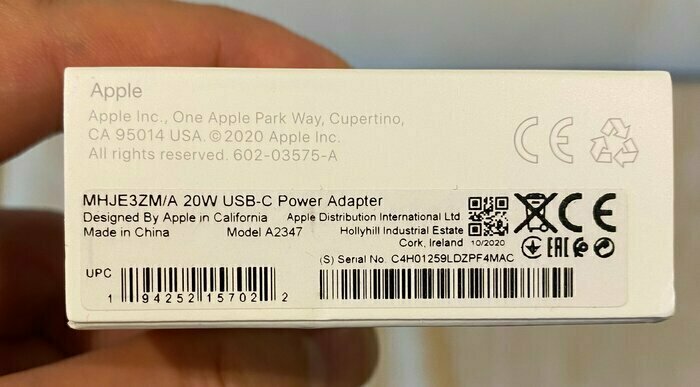 Apple
Apple Inc., One Apple Park Way, Cupertino,
CA 95014 USA. ©2020 Apple Inc.
All rights reserved. 602-03575-A
MHJE3ZM/A 20W USB-C Power Adapter
Designed By Apple in California Apple Distribution International Ltd
Made in China Model A2347 Hollyhill Industrial Estate
Cork, Ireland 10/2020
(S) Serial No. C4H01259LDZPF4MAC
UPC
1 94252 15702 2